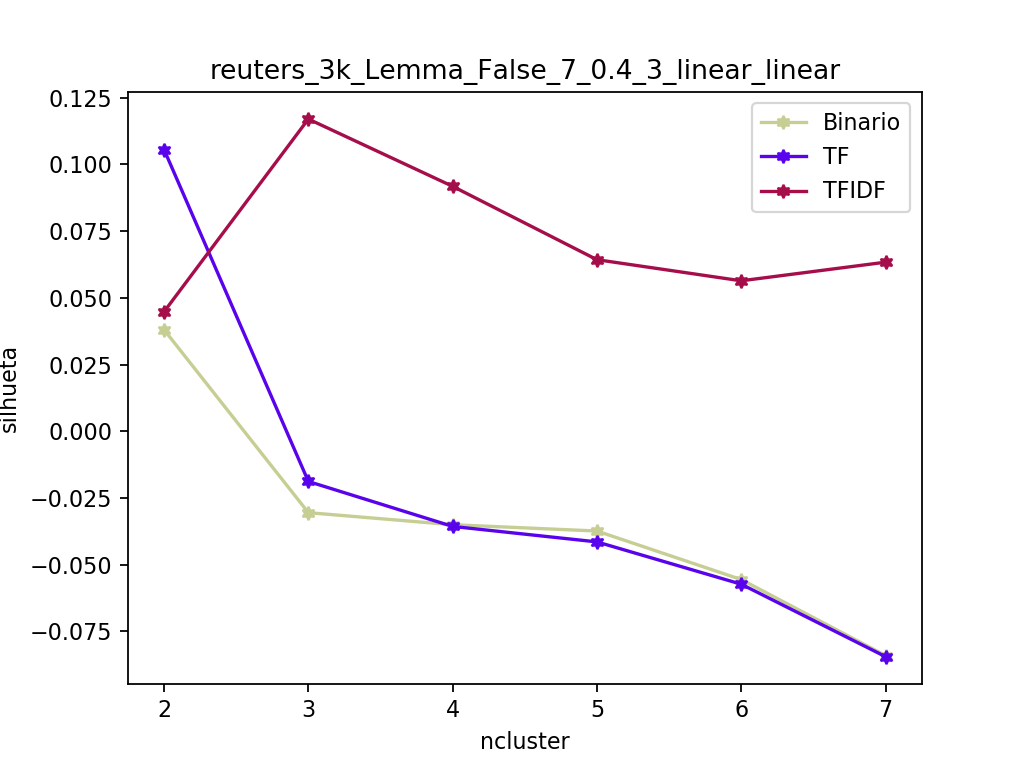 reuters_3k_Lemma_False_7_0.4_3_linear_linear
0.125
0.100
0.075
0.050
0.025
0.000
−0.025
−0.050
−0.075
silhueta
Binario
TF
TFIDF
2 3 4 5 6 7
ncluster